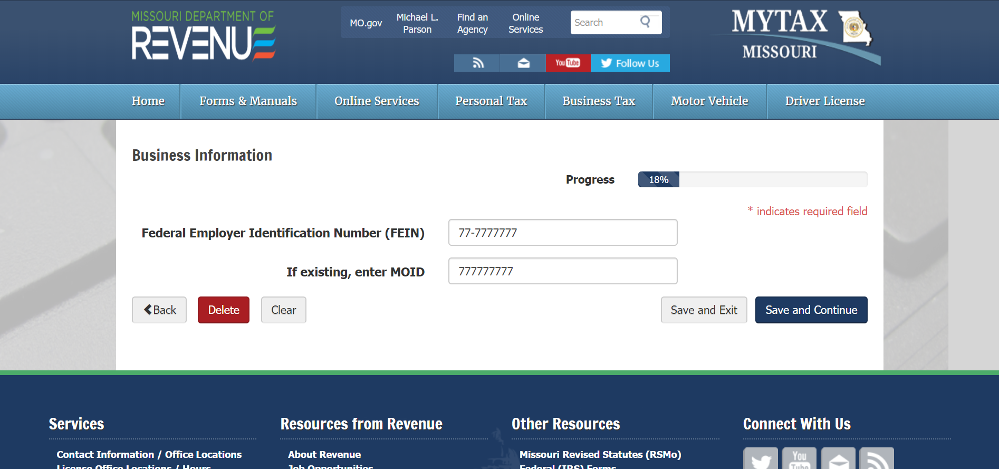 MISSOURI DEPARTMENT OF
REVENUE
MO.gov
Michael L.
Parson
Find an
Agency
Online
Services
Search
MYTAX
MISSOURI
You Tube
Follow Us
Home
Forms & Manuals
Online Services
Personal Tax
Business Tax
Motor Vehicle
Driver License
Business Information
Progress
18%
* indicates required field
Federal Employer Identification Number (FEIN)
77-7777777
If existing, enter MOID
777777777
Back
Delete
Clear
Save and Exit
Save and Continue
Services
Resources from Revenue
Other Resources
Connect With Us
Contact Information / Office Locations
About Revenue
Missouri Revised Statutes (RSMo)
License Office Locations / Hours
Job Opportunities
Federal (IRS) Forms
You
Tube